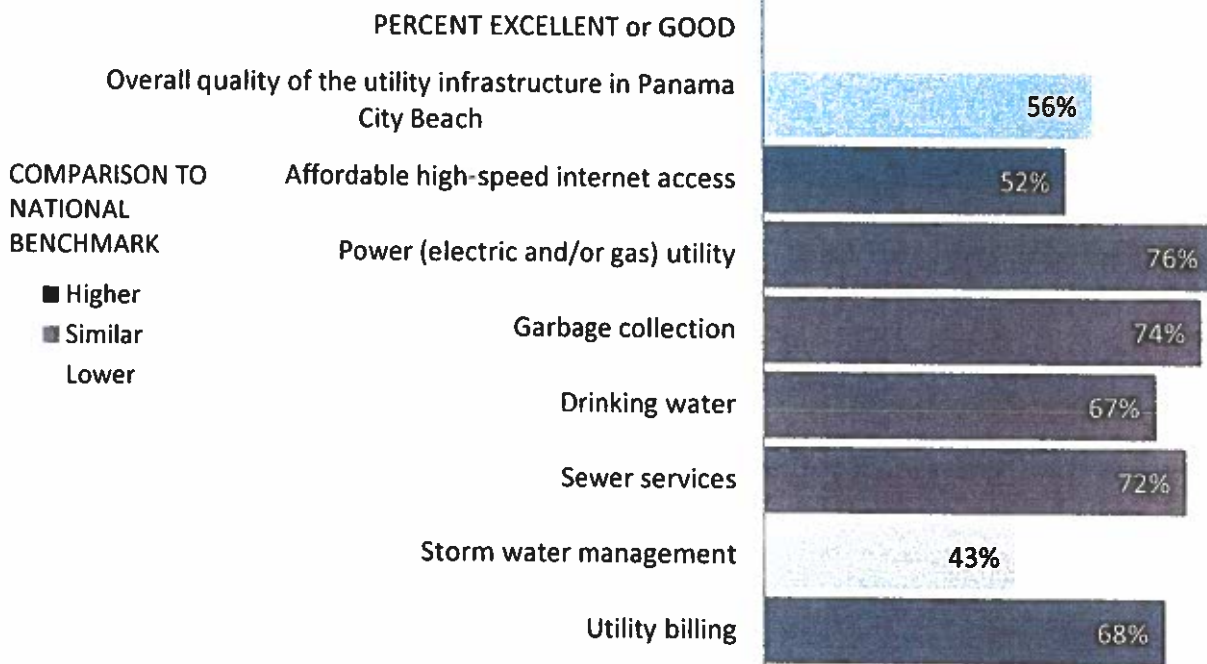 PERCENT EXCELLENT or GOOD
Overall quality of the utility infrastructure in Panama
City Beach
56%
COMPARISON TO
NATIONAL
BENCHMARK
Higher
Similar
Lower
Affordable high-speed internet access
52%
Power (electric and/or gas) utility
76%
Garbage collection
74%
Drinking water
67%
Sewer services
72%
Storm water management
43%
Utility billing
68%